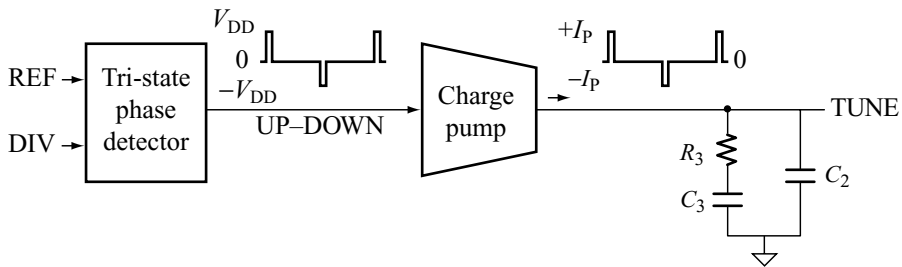 V_DD
0
−V_DD
UP–DOWN
REF
DIV
Tri-state
phase
detector
Charge
pump
+I_P
0
−I_P
TUNE
R_3
C_3
C_2